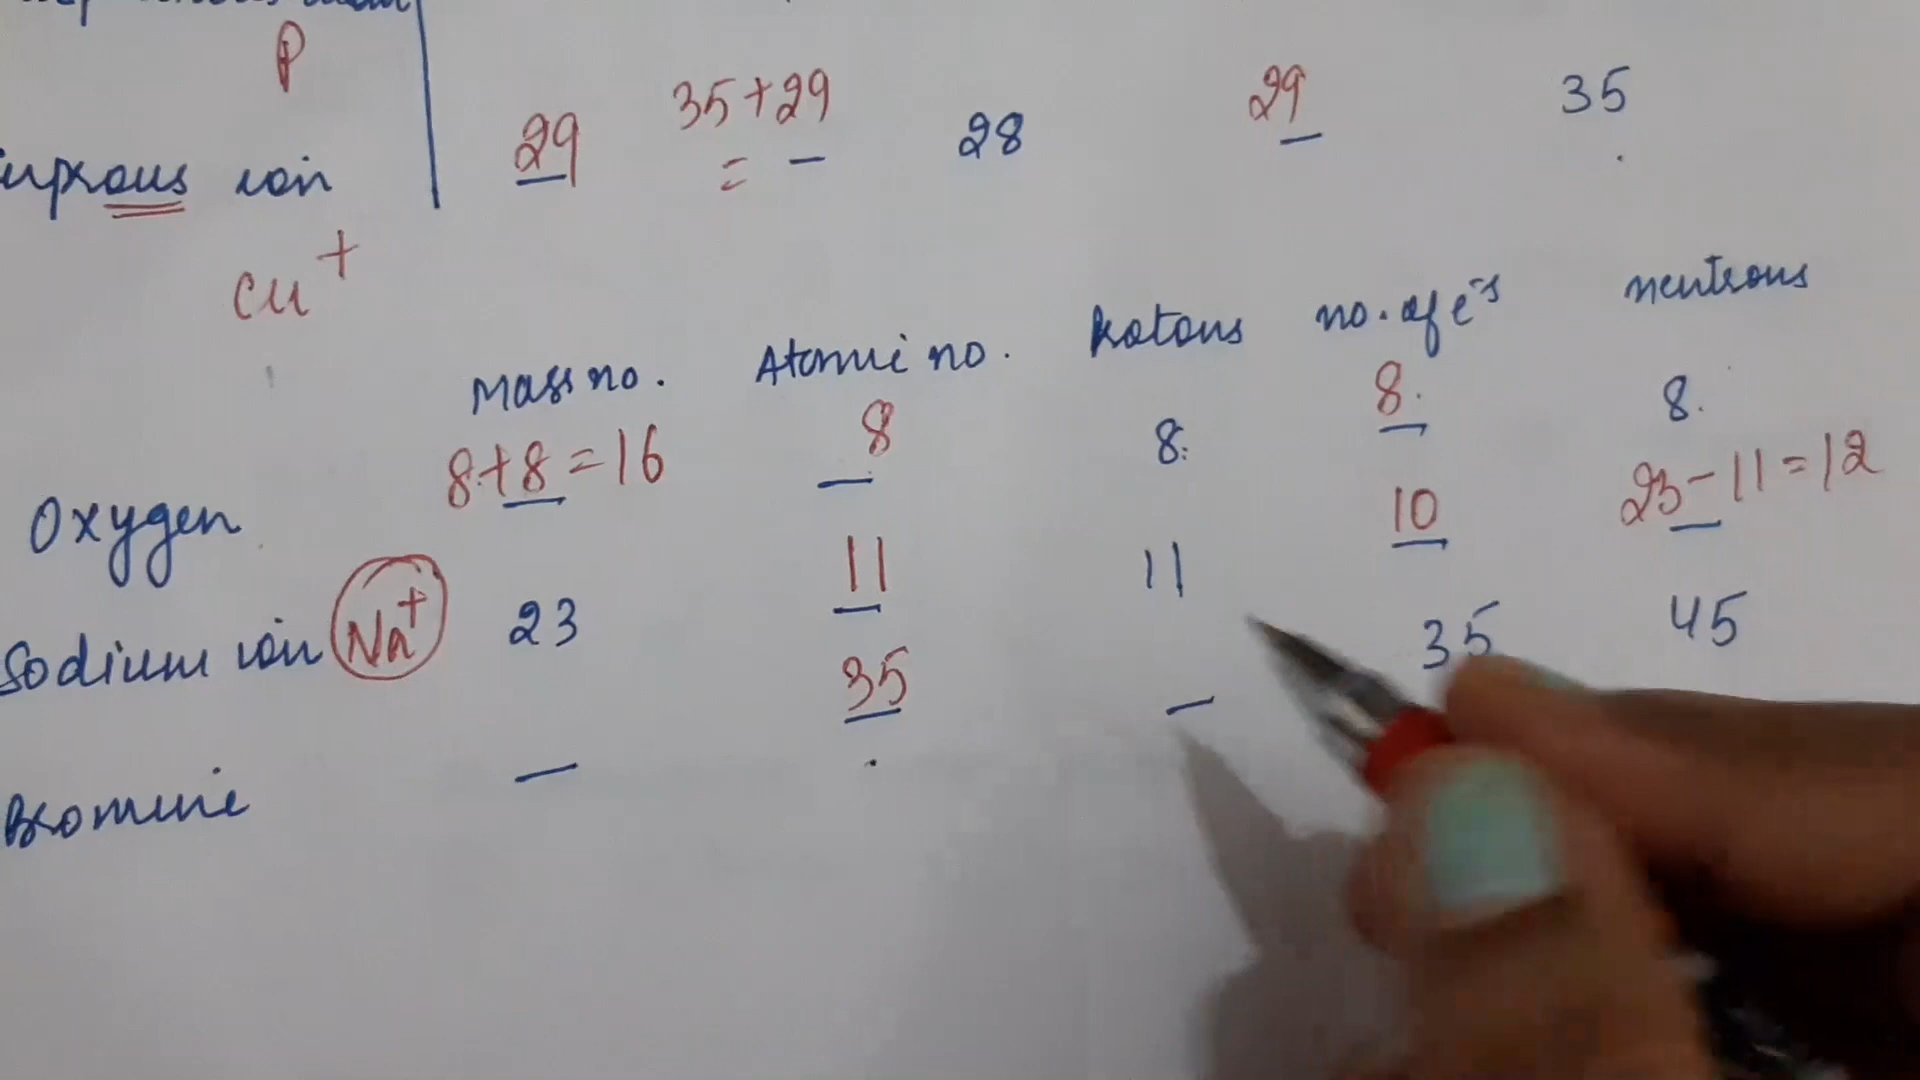 P
29 35+29 = 28 29 35
ous ion
Cu+
Mass no. Atomic no. Protons no. of e-s neutrons
Oxygen 8+8=16 8 8. 8. 8.
Sodium ion Na+ 23 11 11 10 23-11=12
Bromine 35 35 45